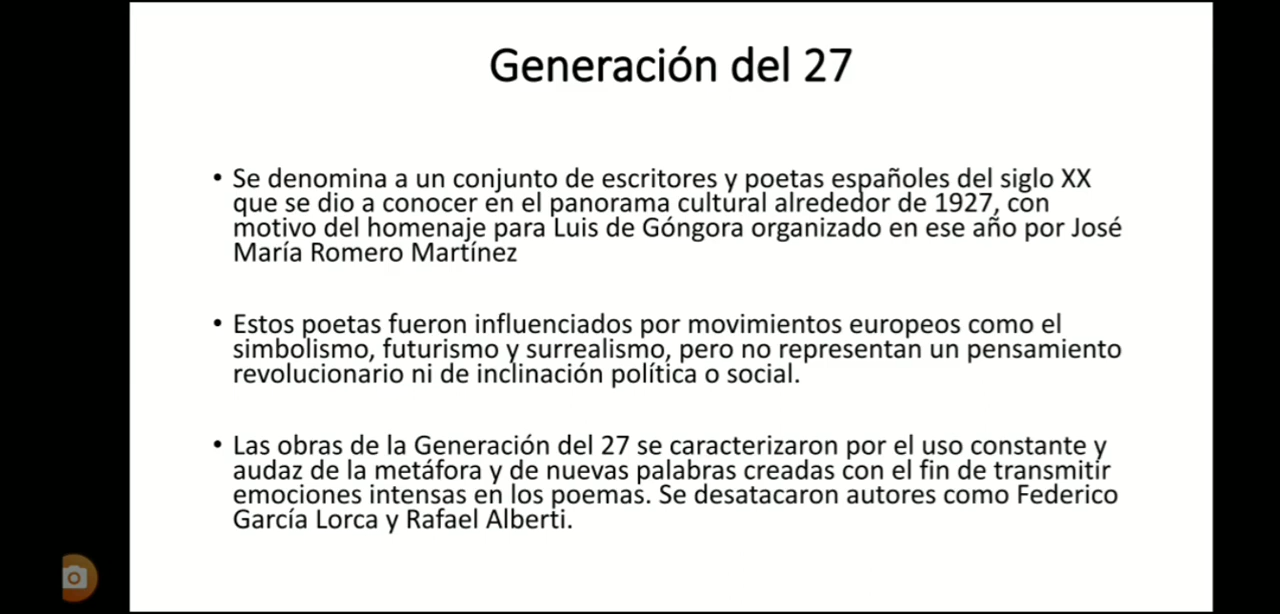 Generación del 27
• Se denomina a un conjunto de escritores y poetas españoles del siglo XX
que se dio a conocer en el panorama cultural alrededor de 1927, con
motivo del homenaje para Luis de Góngora organizado en ese año por José
María Romero Martínez
• Estos poetas fueron influenciados por movimientos europeos como el
simbolismo, futurismo y surrealismo, pero no representan un pensamiento
revolucionario ni de inclinación política o social.
• Las obras de la Generación del 27 se caracterizaron por el uso constante y
audaz de la metáfora y de nuevas palabras creadas con el fin de transmitir
emociones intensas en los poemas. Se desatacaron autores como Federico
García Lorca y Rafael Alberti.